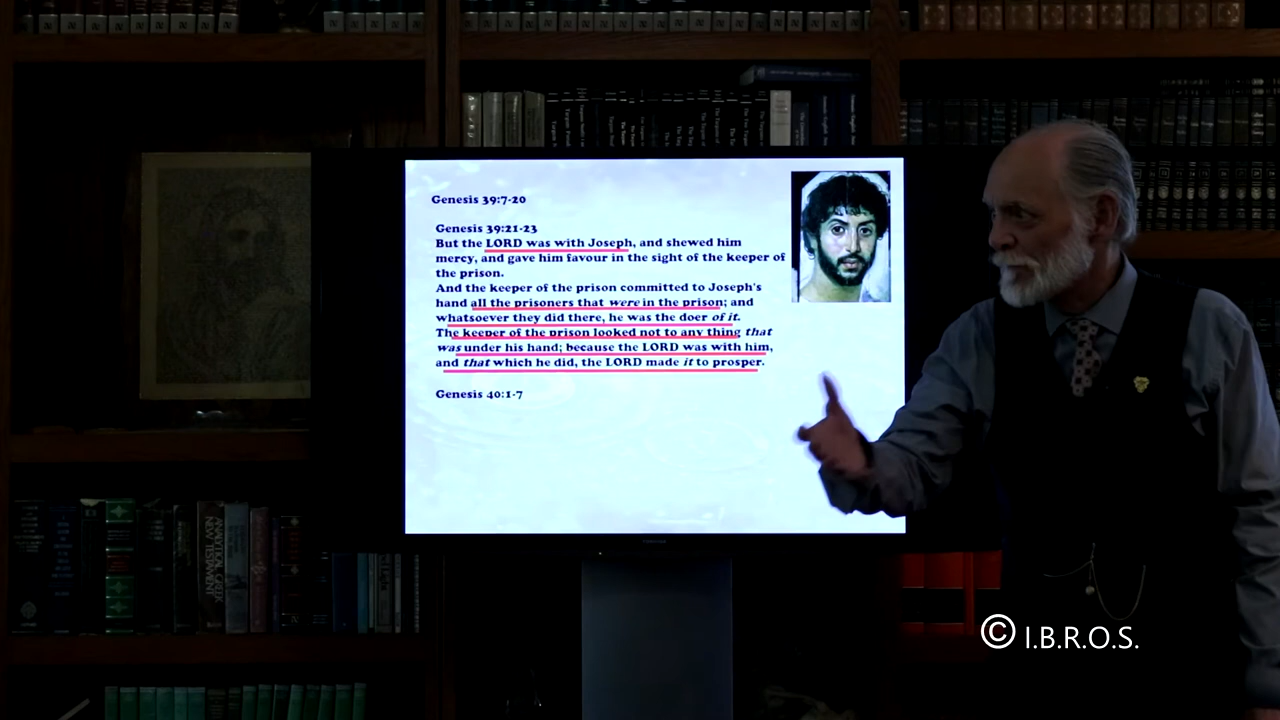 Genesis 39:7-20
Genesis 39:21-23
But the LORD was with Joseph, and shewed him
mercy, and gave him favour in the sight of the keeper of
the prison.
And the keeper of the prison committed to Joseph's
hand all the prisoners that were in the prison; and
whatsoever they did there, he was the doer of it.
The keeper of the prison looked not to any thing that
was under his hand; because the LORD was with him,
and that which he did, the LORD made it to prosper.
Genesis 40:1-7
ANALYTICAL GREEK
NEW TESTAMENT
© I.B.R.O.S.